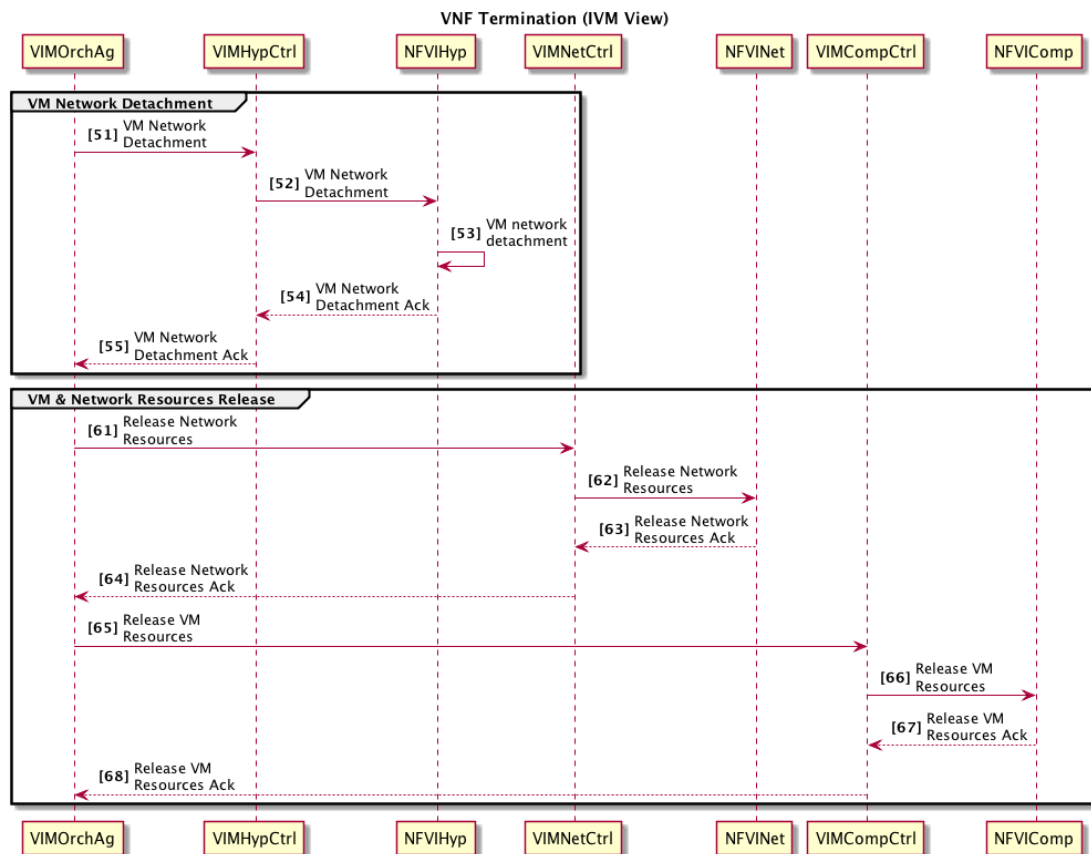 VNF Termination (IVM View)
VIMOrchAg VIMHypCtrl NFVIHyp VIMNetCtrl NFVINet VIMCompCtrl NFVIComp
VM Network Detachment
[51] VM Network
Detachment
[52] VM Network
Detachment
[53] VM network
detachment
[54] VM Network
Detachment Ack
[55] VM Network
Detachment Ack
VM & Network Resources Release
[61] Release Network
Resources
[62] Release Network
Resources
[63] Release Network
Resources Ack
[64] Release Network
Resources Ack
[65] Release VM
Resources
[66] Release VM
Resources
[67] Release VM
Resources Ack
[68] Release VM
Resources Ack
VIMOrchAg VIMHypCtrl NFVIHyp VIMNetCtrl NFVINet VIMCompCtrl NFVIComp